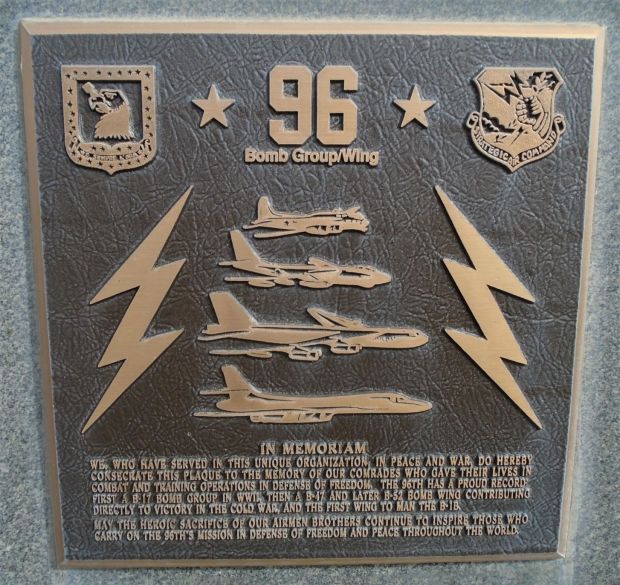 96
Bomb Group/Wing
STRATEGIC AIR COMMAND
IN MEMORIAM
WE, WHO HAVE SERVED IN THIS UNIQUE ORGANIZATION, IN PEACE AND WAR, DO HEREBY
CONSECRATE THIS PLAQUE TO THE MEMORY OF OUR COMRADES WHO GAVE THEIR LIVES IN
COMBAT AND TRAINING OPERATIONS IN DEFENSE OF FREEDOM. THE 96TH HAS A PROUD RECORD:
FIRST A B-17 BOMB GROUP IN WWII, THEN A B-47 AND LATER B-52 BOMB WING CONTRIBUTING
DIRECTLY TO VICTORY IN THE COLD WAR, AND THE FIRST WING TO MAN THE B-1B.
MAY THE HEROIC SACRIFICE OF OUR AIRMEN BROTHERS CONTINUE TO INSPIRE THOSE WHO
CARRY ON THE 96TH'S MISSION IN DEFENSE OF FREEDOM AND PEACE THROUGHOUT THE WORLD.